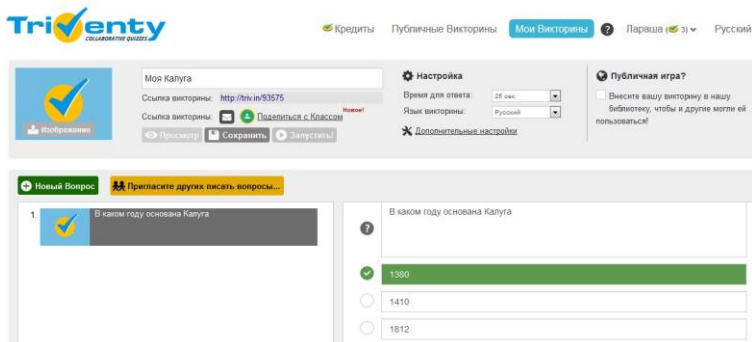 Triventy
COLLABORATIVE QUIZZES
Кредиты Публичные Викторины Мои Викторины ? Лараша ( 3) Русский
Моя Калуга
Ссылка викторины: http://triv.in/93575
Ссылка викторины: Поделиться с Классом Новое!
Изображение
Просмотр Сохранить Запустить!
Настройка
Время для ответа: 25 сек
Язык викторины: Русский
Дополнительные настройки
Публичная игра?
Внесите вашу викторину в нашу
библиотеку, чтобы и другие могли ей
пользоваться!
Новый Вопрос Пригласите других писать вопросы...
1. В каком году основана Калуга
? В каком году основана Калуга
1380
1410
1812